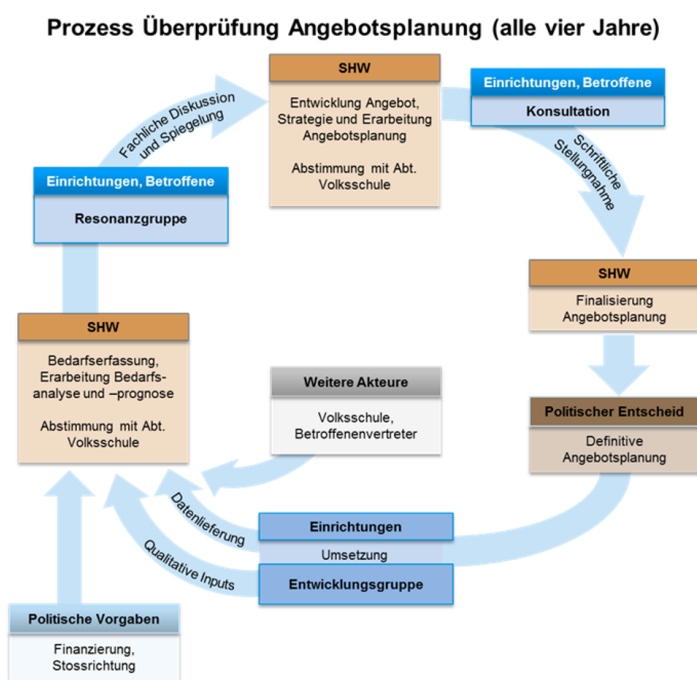 Prozess Überprüfung Angebotsplanung (alle vier Jahre)
SHW
Entwicklung Angebot,
Strategie und Erarbeitung
Angebotsplanung
Abstimmung mit Abt.
Volksschule
Einrichtungen, Betroffene
Konsultation
Fachliche Diskussion
und Spiegelung
Schriftliche
Stellungnahme
Einrichtungen, Betroffene
Resonanzgruppe
SHW
Finalisierung
Angebotsplanung
SHW
Bedarfserfassung,
Erarbeitung Bedarfs-
analyse und –prognose
Abstimmung mit Abt.
Volksschule
Weitere Akteure
Volksschule,
Betroffenenvertreter
Politischer Entscheid
Definitive
Angebotsplanung
Datenlieferung
Qualitative Inputs
Einrichtungen
Umsetzung
Entwicklungsgruppe
Politische Vorgaben
Finanzierung,
Stossrichtung